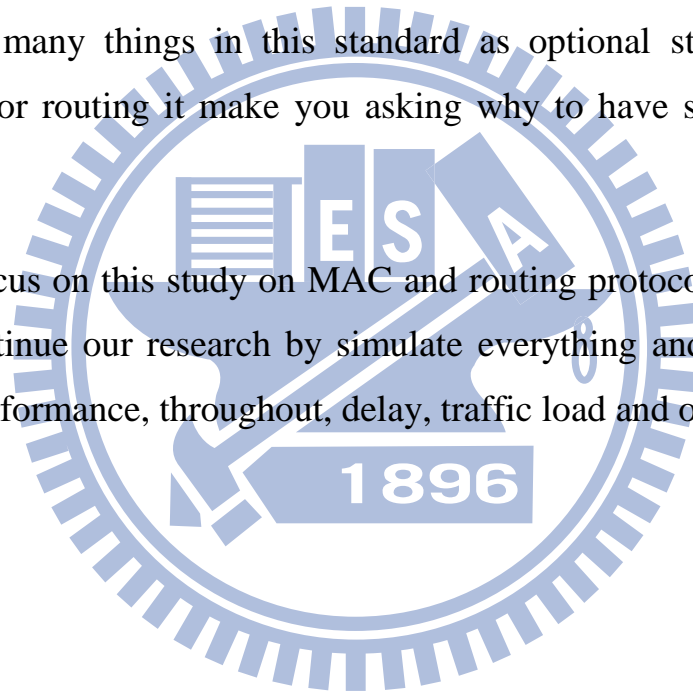 many things in this standard as optional st
or routing it make you asking why to have s
E S A
cus on this study on MAC and routing protoco
tinue our research by simulate everything and
formance, throughout, delay, traffic load and o
1896